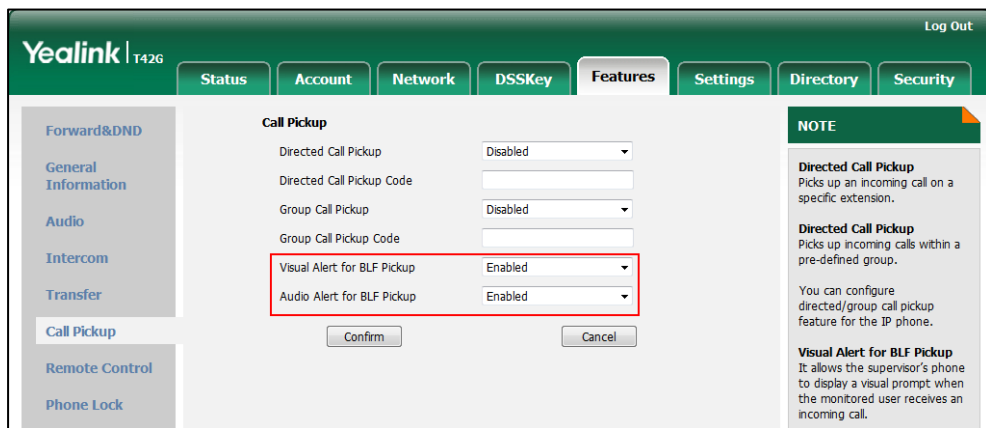 Log Out
Yealink | T42G
Status Account Network DSSKey Features Settings Directory Security
Forward&DND
General
Information
Audio
Intercom
Transfer
Call Pickup
Remote Control
Phone Lock
Call Pickup
Directed Call Pickup Disabled
Directed Call Pickup Code
Group Call Pickup Disabled
Group Call Pickup Code
Visual Alert for BLF Pickup Enabled
Audio Alert for BLF Pickup Enabled
Confirm Cancel
NOTE
Directed Call Pickup
Picks up an incoming call on a
specific extension.
Directed Call Pickup
Picks up incoming calls within a
pre-defined group.
You can configure
directed/group call pickup
feature for the IP phone.
Visual Alert for BLF Pickup
It allows the supervisor's phone
to display a visual prompt when
the monitored user receives an
incoming call.